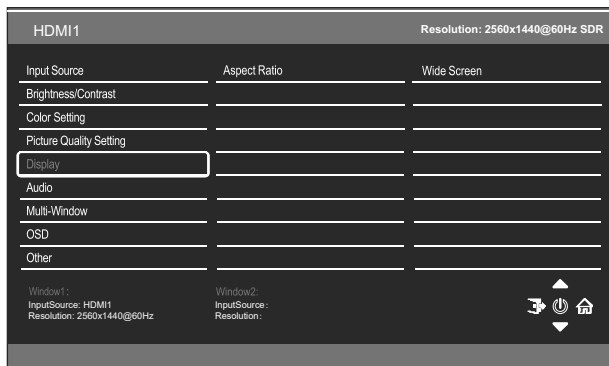 HDMI1 Resolution: 2560x1440@60Hz SDR
Input Source Aspect Ratio Wide Screen
Brightness/Contrast
Color Setting
Picture Quality Setting
Display
Audio
Multi-Window
OSD
Other
Window1: Window2:
InputSource: HDMI1 InputSource:
Resolution: 2560x1440@60Hz Resolution: